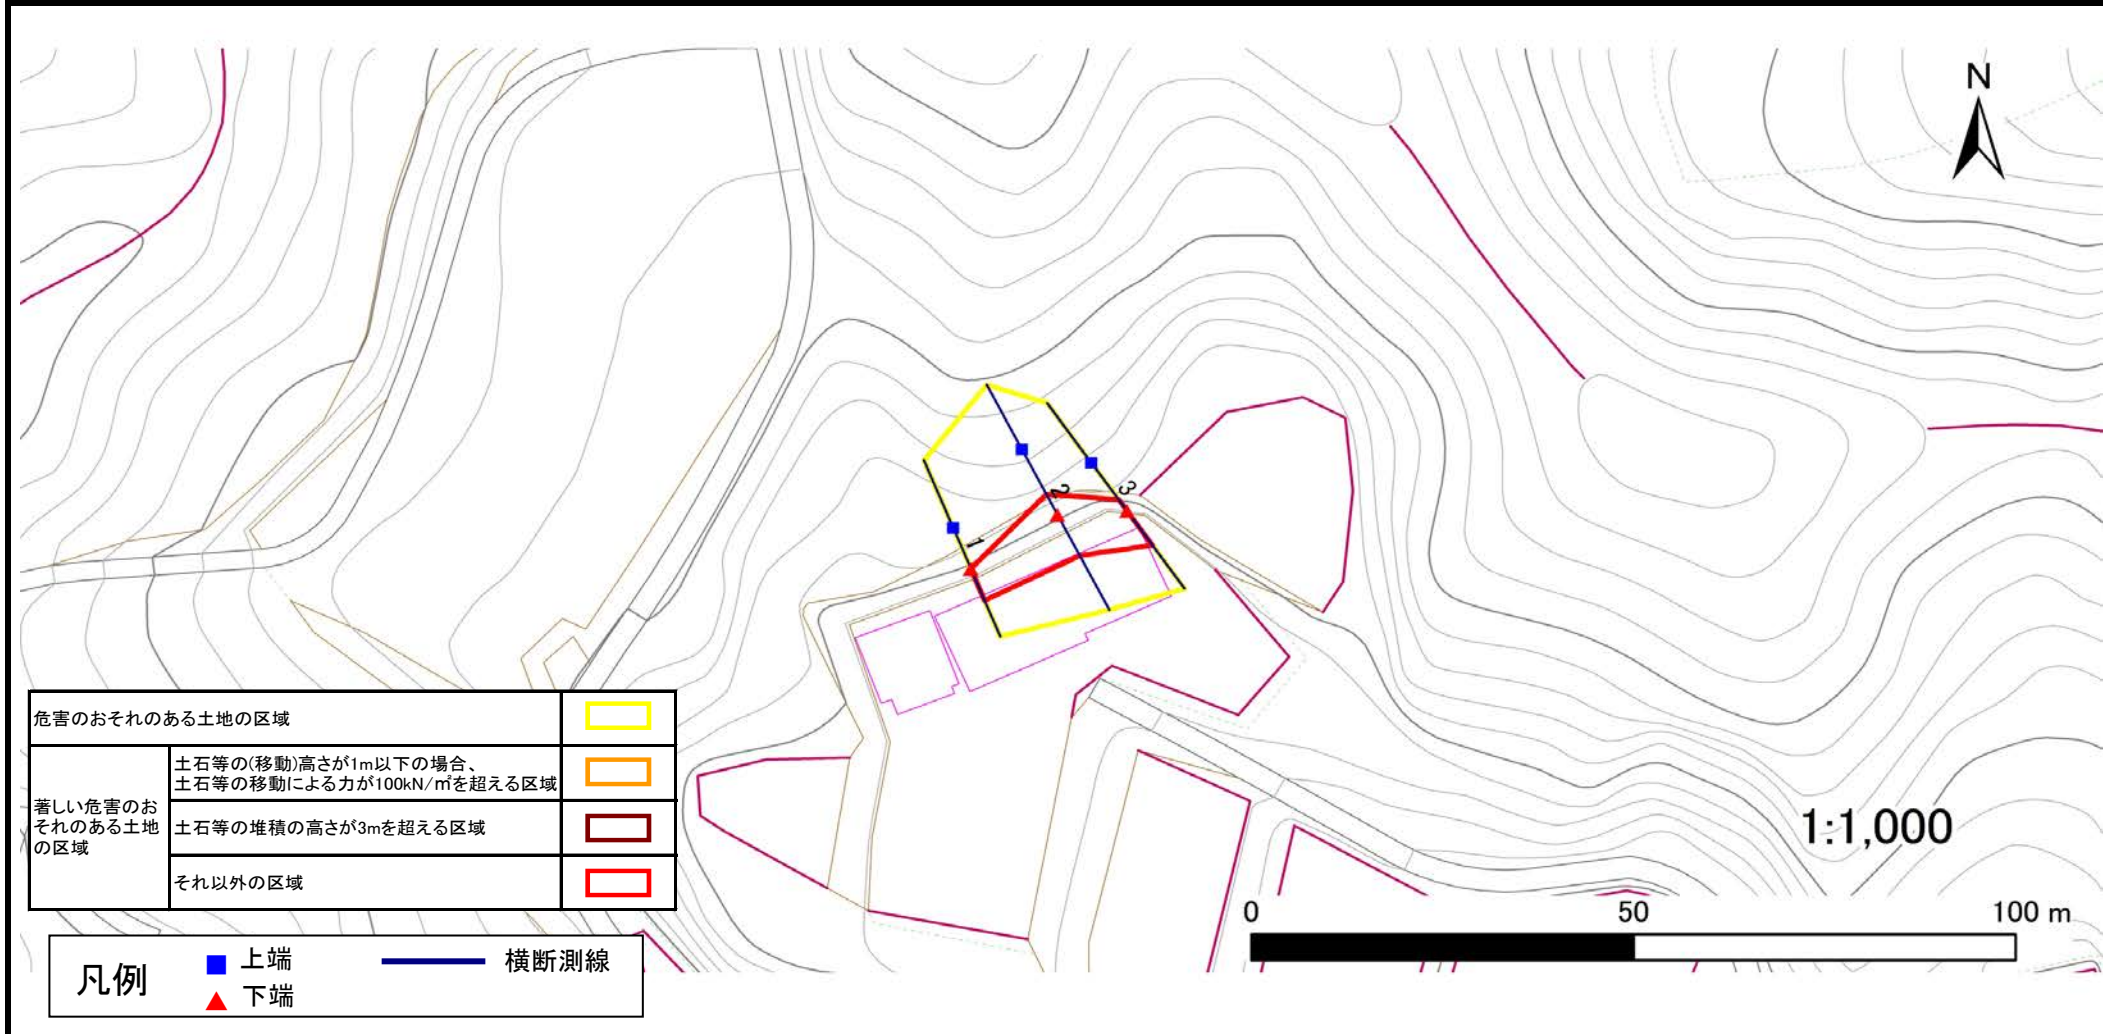 N
2
3
1
危害のおそれのある土地の区域
著しい危害のお
それのある土地
の区域
土石等の(移動)高さが1m以下の場合、
土石等の移動による力が100kN/㎡を超える区域
土石等の堆積の高さが3mを超える区域
それ以外の区域
1:1,000
0 50 100 m
凡例
上端
下端
横断測線